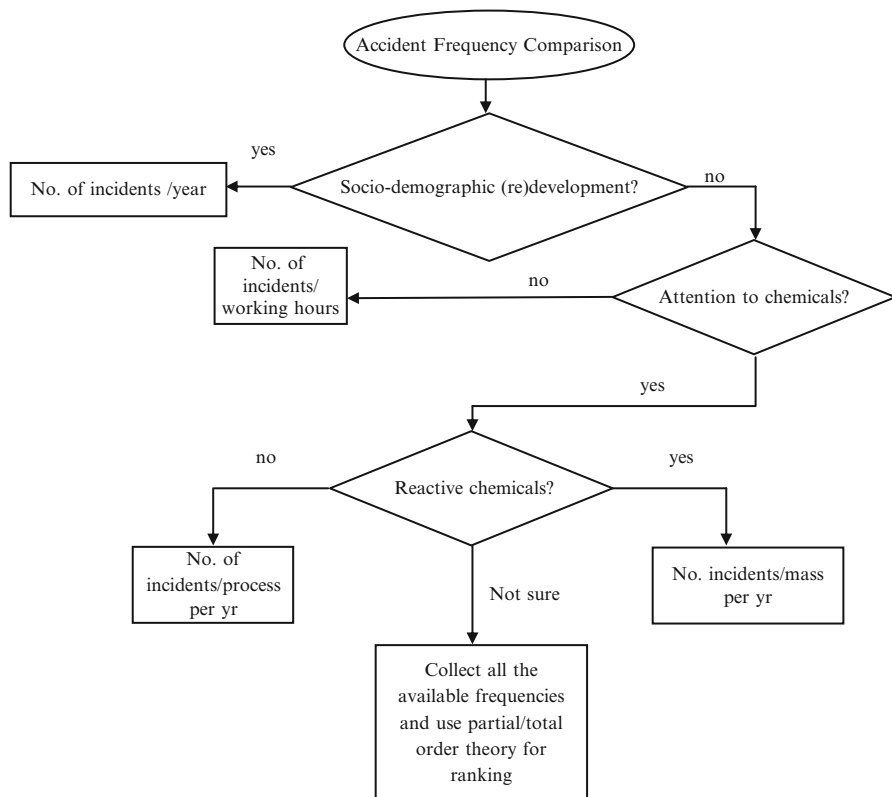 Accident Frequency Comparison
yes
No. of incidents /year
Socio-demographic (re)development?
no
No. of
incidents/
working hours
no
Attention to chemicals?
yes
no
Reactive chemicals?
yes
No. of
incidents/process
per yr
Not sure
No. incidents/mass
per yr
Collect all the
available frequencies
and use partial/total
order theory for
ranking